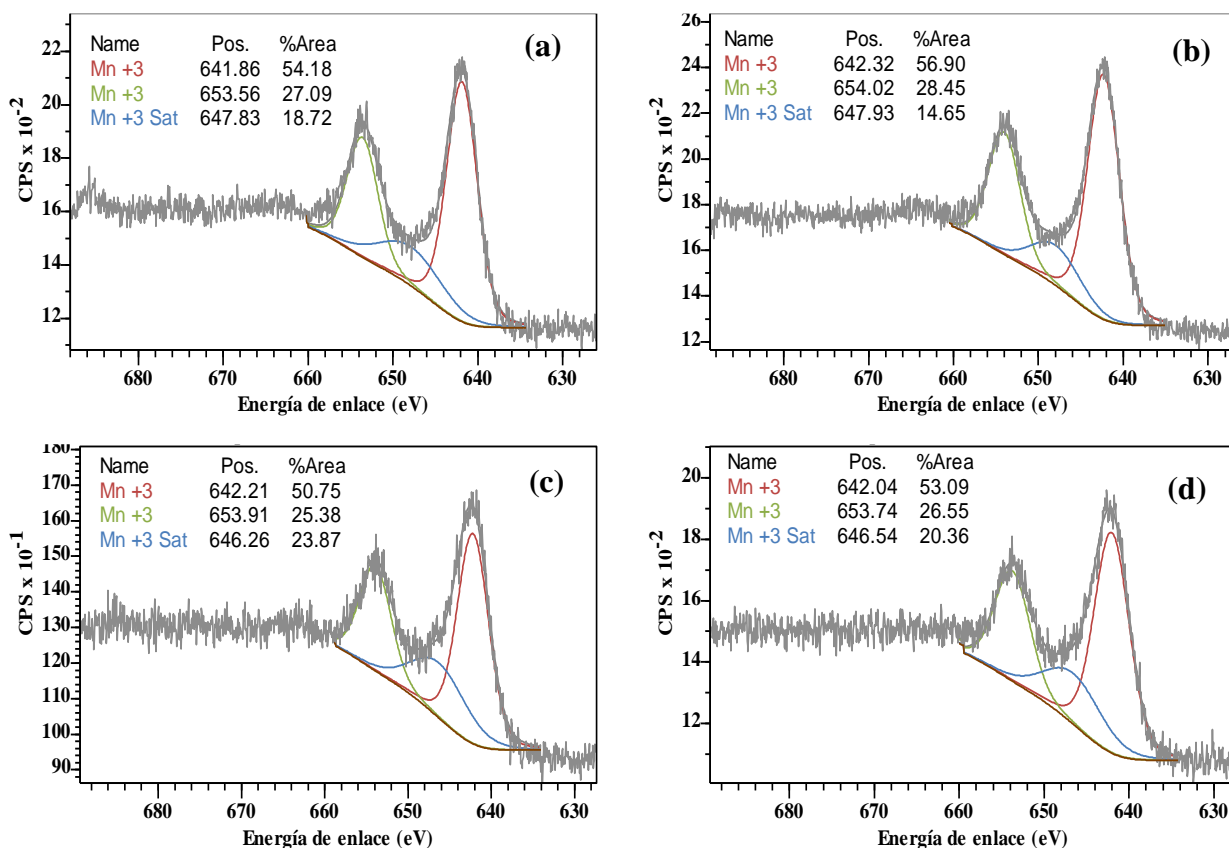 (a)
Name Pos. %Area
Mn +3 641.86 54.18
Mn +3 653.56 27.09
Mn +3 Sat 647.83 18.72
22
20
18
16
14
12
CPS x 10-2
680 670 660 650 640 630
Energía de enlace (eV)
(b)
Name Pos. %Area
Mn +3 642.32 56.90
Mn +3 654.02 28.45
Mn +3 Sat 647.93 14.65
26
24
22
20
18
16
14
12
CPS x 10-2
680 670 660 650 640 630
Energía de enlace (eV)
(c)
Name Pos. %Area
Mn +3 642.21 50.75
Mn +3 653.91 25.38
Mn +3 Sat 646.26 23.87
180
170
160
150
140
130
120
110
100
90
CPS x 10-1
680 670 660 650 640 630
Energía de enlace (eV)
(d)
Name Pos. %Area
Mn +3 642.04 53.09
Mn +3 653.74 26.55
Mn +3 Sat 646.54 20.36
20
18
16
14
12
CPS x 10-2
680 670 660 650 640 630
Energía de enlace (eV)